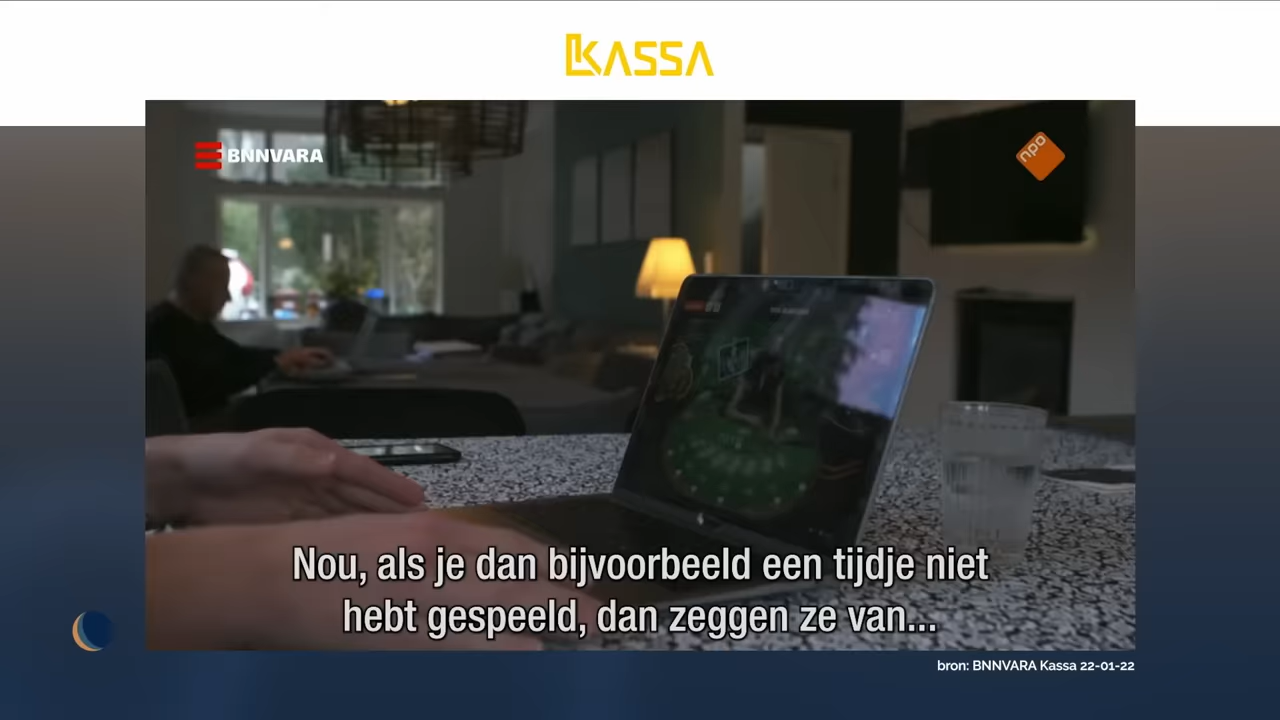 KASSA
BNNVARA
npo
Nou, als je dan bijvoorbeeld een tijdje niet
hebt gespeeld, dan zeggen ze van...
bron: BNNVARA Kassa 22-01-22